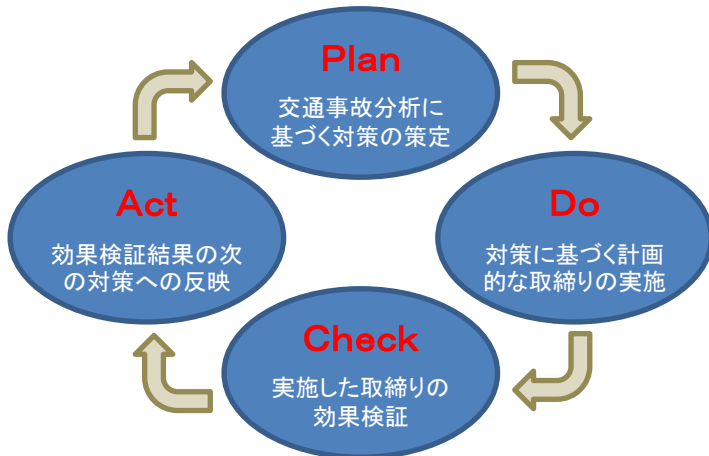 Plan
交通事故分析に
基づく対策の策定
Do
対策に基づく計画
的な取締りの実施
Check
実施した取締りの
効果検証
Act
効果検証結果の次
の対策への反映